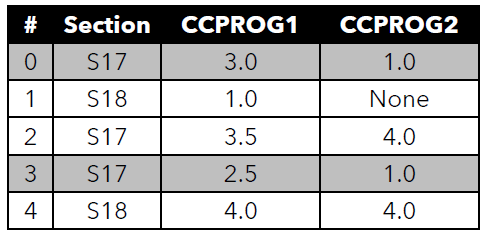 # Section CCPROG1 CCPROG2
0 S17 3.0 1.0
1 S18 1.0 None
2 S17 3.5 4.0
3 S17 2.5 1.0
4 S18 4.0 4.0